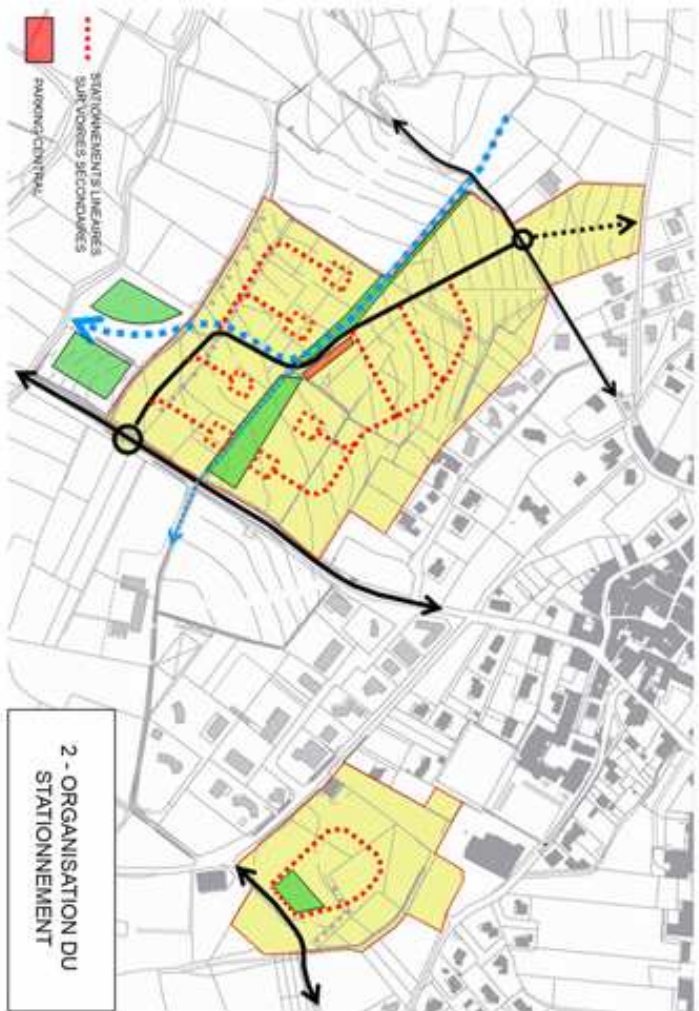 STATIONNEMENTS LINEAIRES
SUR VOIRIES SECONDAIRES
PARKING CENTRAL
2 - ORGANISATION DU
STATIONNEMENT